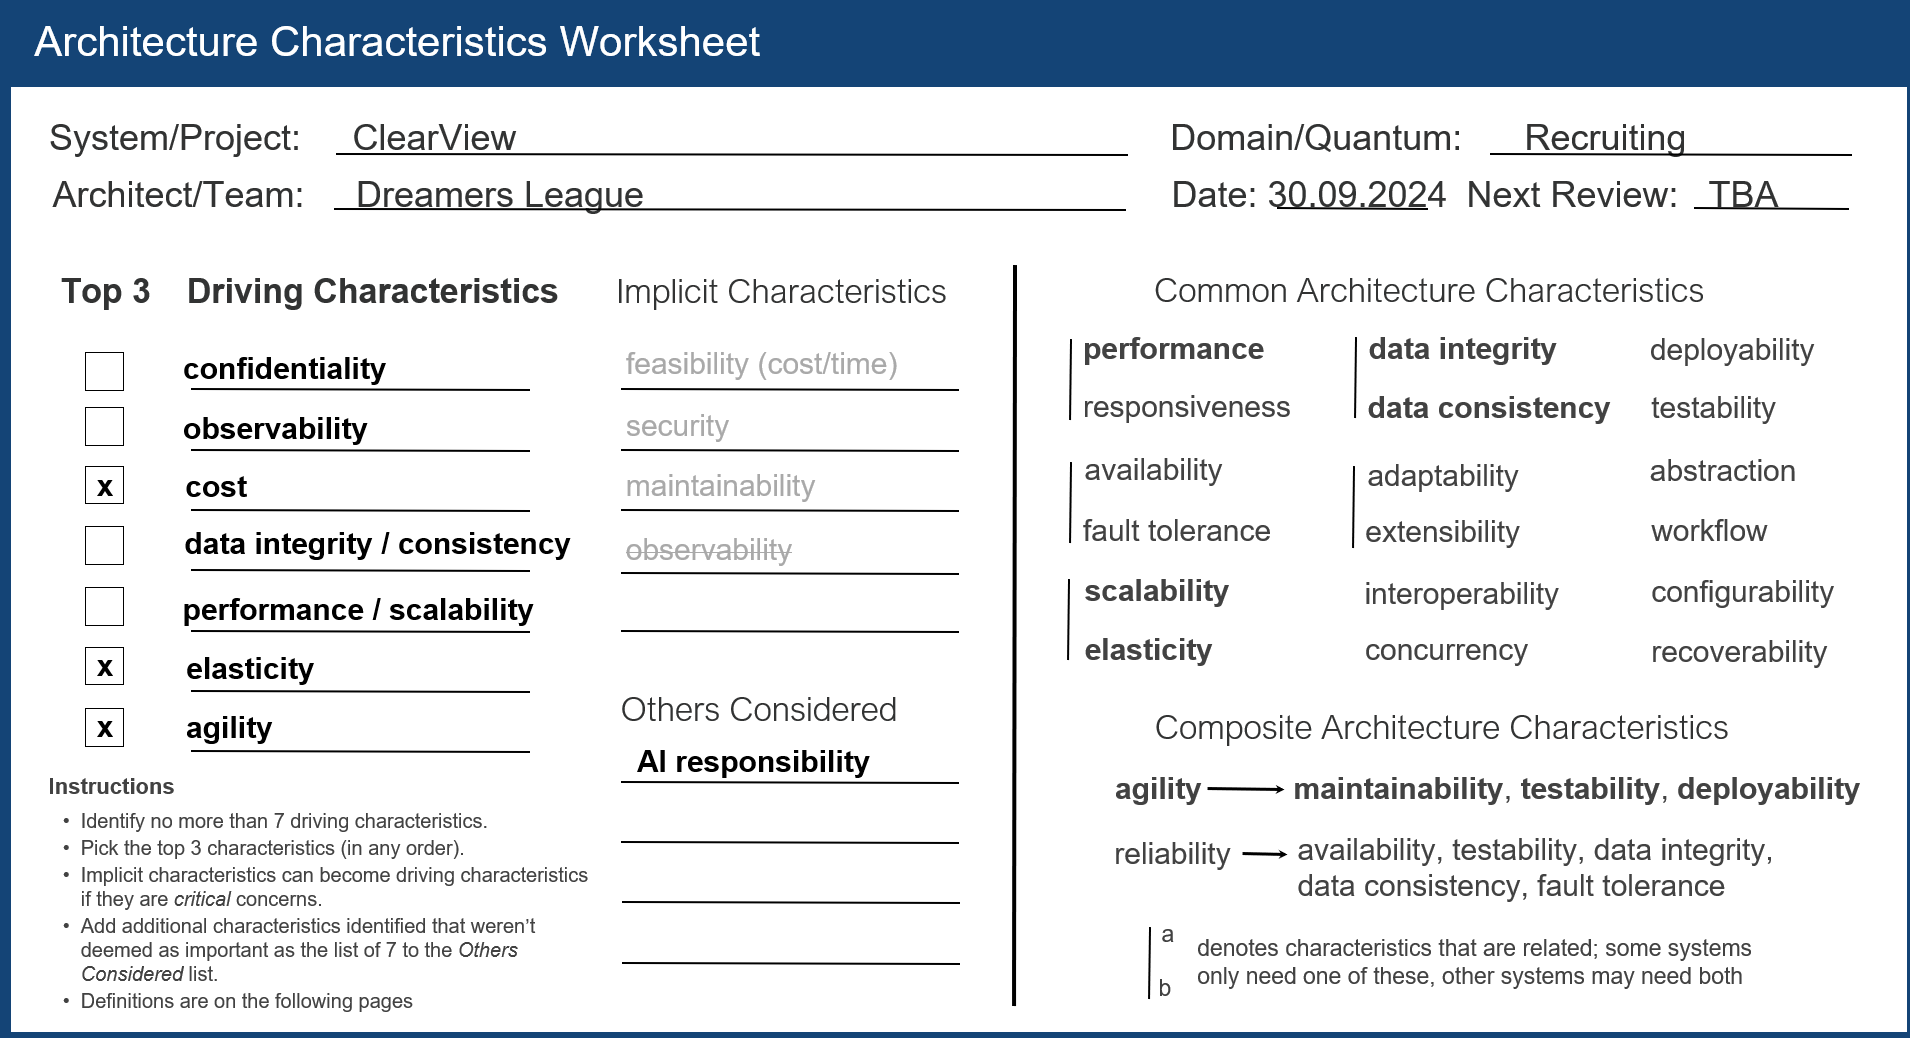 Architecture Characteristics Worksheet
System/Project: ClearView
Domain/Quantum: Recruiting
Architect/Team: Dreamers League
Date: 30.09.2024 Next Review: TBA
Top 3 Driving Characteristics
confidentiality
observability
x cost
data integrity / consistency
performance / scalability
x elasticity
x agility
Instructions
• Identify no more than 7 driving characteristics.
• Pick the top 3 characteristics (in any order).
• Implicit characteristics can become driving characteristics
if they are critical concerns.
• Add additional characteristics identified that weren't
deemed as important as the list of 7 to the Others
Considered list.
• Definitions are on the following pages
Implicit Characteristics
feasibility (cost/time)
security
maintainability
observability
Others Considered
AI responsibility
Common Architecture Characteristics
performance data integrity deployability
responsiveness data consistency testability
availability adaptability abstraction
fault tolerance extensibility workflow
scalability interoperability configurability
elasticity concurrency recoverability
Composite Architecture Characteristics
agility → maintainability, testability, deployability
reliability → availability, testability, data integrity,
data consistency, fault tolerance
a
b
denotes characteristics that are related; some systems
only need one of these, other systems may need both